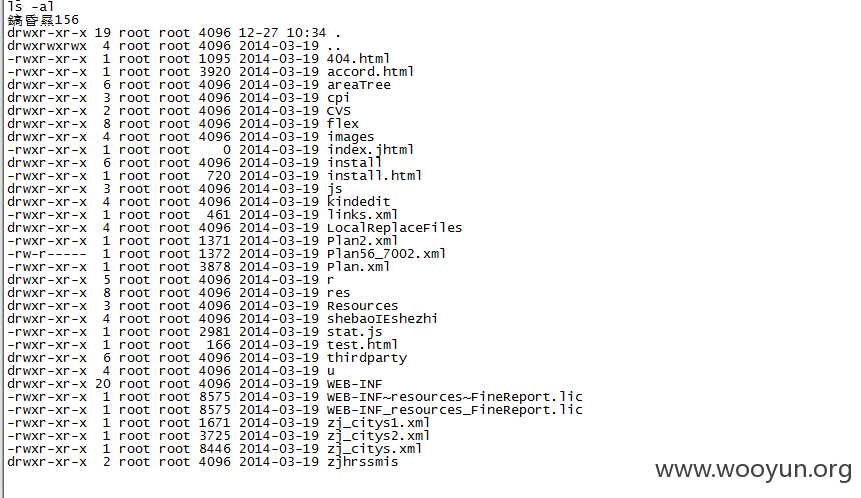 ls -al
鎬昏皟156
drwxr-xr-x 19 root root 4096 12-27 10:34 .
drwxrwxrwx  4 root root 4096 2014-03-19 ..
-rwxr-xr-x  1 root root 1095 2014-03-19 404.html
-rwxr-xr-x  1 root root 3920 2014-03-19 accord.html
drwxr-xr-x  6 root root 4096 2014-03-19 areaTree
drwxr-xr-x  3 root root 4096 2014-03-19 cpi
drwxr-xr-x  2 root root 4096 2014-03-19 CVS
drwxr-xr-x  8 root root 4096 2014-03-19 flex
drwxr-xr-x  4 root root 4096 2014-03-19 images
-rwxr-xr-x  1 root root    0 2014-03-19 index.jhtml
drwxr-xr-x  6 root root 4096 2014-03-19 install
-rwxr-xr-x  1 root root  720 2014-03-19 install.html
drwxr-xr-x  3 root root 4096 2014-03-19 js
drwxr-xr-x  4 root root 4096 2014-03-19 kindedit
-rwxr-xr-x  1 root root  461 2014-03-19 links.xml
drwxr-xr-x  4 root root 4096 2014-03-19 LocalReplaceFiles
-rwxr-xr-x  1 root root 1371 2014-03-19 Plan2.xml
-rw-r-----  1 root root 1372 2014-03-19 Plan56_7002.xml
-rwxr-xr-x  1 root root 3878 2014-03-19 Plan.xml
drwxr-xr-x  5 root root 4096 2014-03-19 r
drwxr-xr-x  8 root root 4096 2014-03-19 res
drwxr-xr-x  3 root root 4096 2014-03-19 Resources
drwxr-xr-x  4 root root 4096 2014-03-19 shebaoIEshezhi
-rwxr-xr-x  1 root root 2981 2014-03-19 stat.js
-rwxr-xr-x  1 root root  166 2014-03-19 test.html
drwxr-xr-x  6 root root 4096 2014-03-19 thirdparty
drwxr-xr-x  4 root root 4096 2014-03-19 u
drwxr-xr-x 20 root root 4096 2014-03-19 WEB-INF
-rwxr-xr-x  1 root root 8575 2014-03-19 WEB-INF~resources~FineReport.lic
-rwxr-xr-x  1 root root 8575 2014-03-19 WEB-INF_resources_FineReport.lic
-rwxr-xr-x  1 root root 1671 2014-03-19 zj_citys1.xml
-rwxr-xr-x  1 root root 3725 2014-03-19 zj_citys2.xml
-rwxr-xr-x  1 root root 8446 2014-03-19 zj_citys.xml
drwxr-xr-x  2 root root 4096 2014-03-19 zjhrssmis
www.wooyun.org